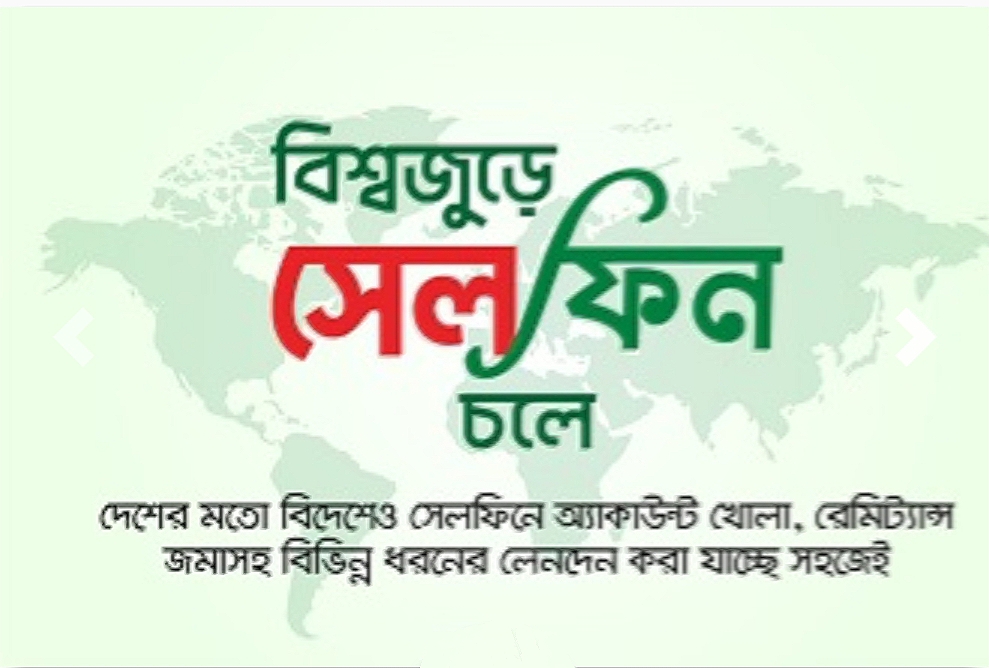 বিশ্বজুড়ে
সেলফিন
চলে
দেশের মতো বিদেশেও সেলফিনে অ্যাকাউন্ট খোলা, রেমিট্যান্স
জমাসহ বিভিন্ন ধরনের লেনদেন করা যাচ্ছে সহজেই